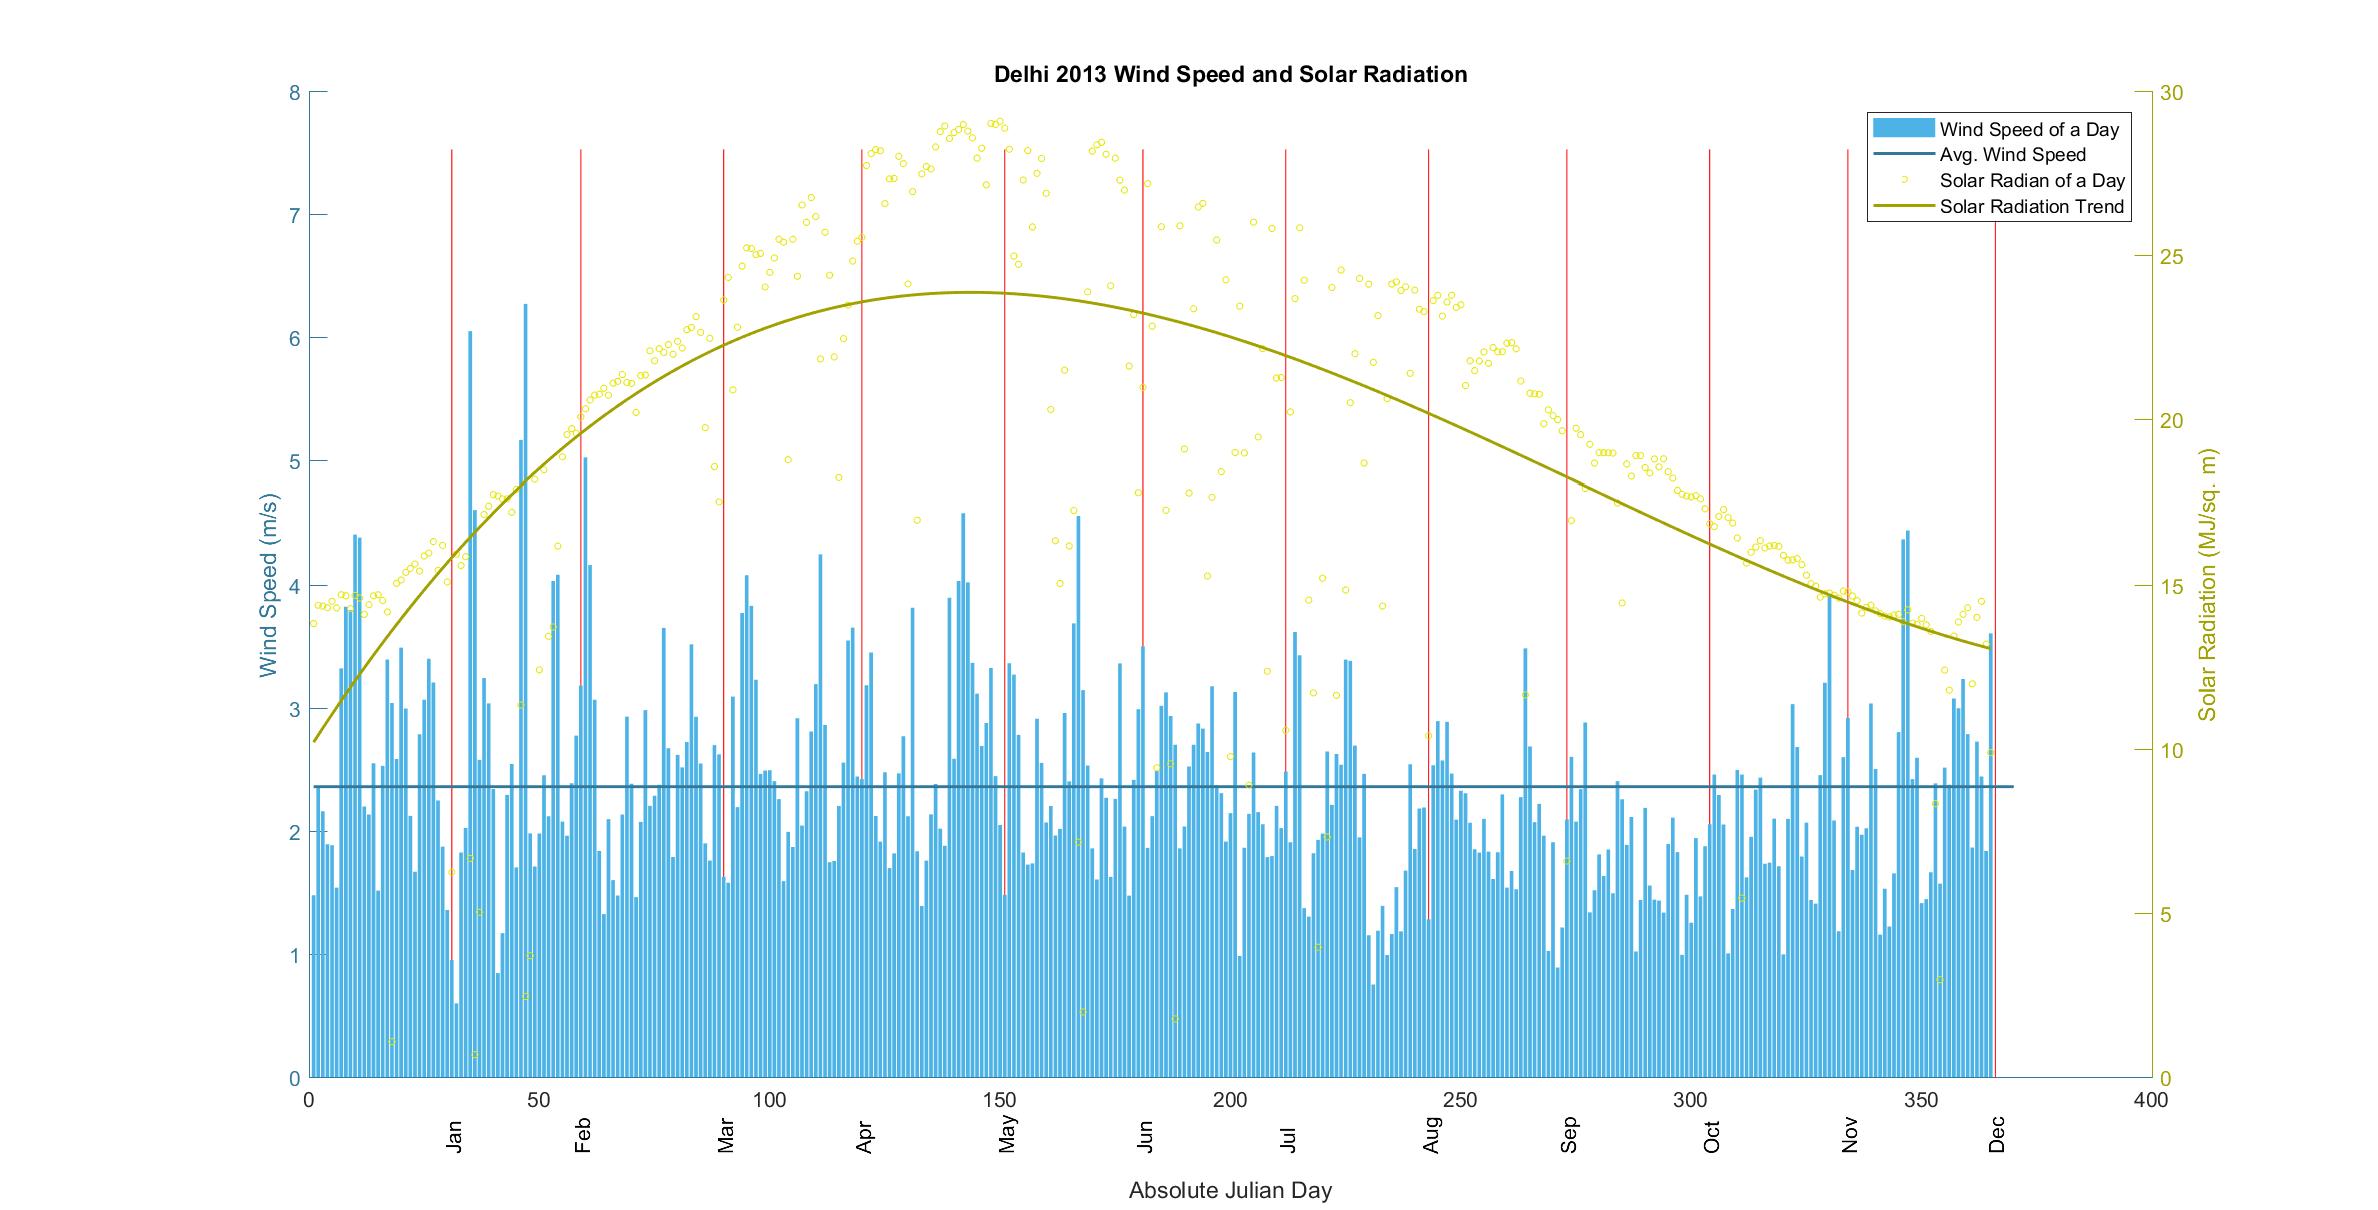 Delhi 2013 Wind Speed and Solar Radiation
8
7
6
5
4
3
2
1
0
Wind Speed (m/s)
30
25
20
15
10
5
0
Solar Radiation (MJ/sq. m)
Wind Speed of a Day
Avg. Wind Speed
Solar Radian of a Day
Solar Radiation Trend
0 50 100 150 200 250 300 350 400
Jan Feb Mar Apr May Jun Jul Aug Sep Oct Nov Dec
Absolute Julian Day